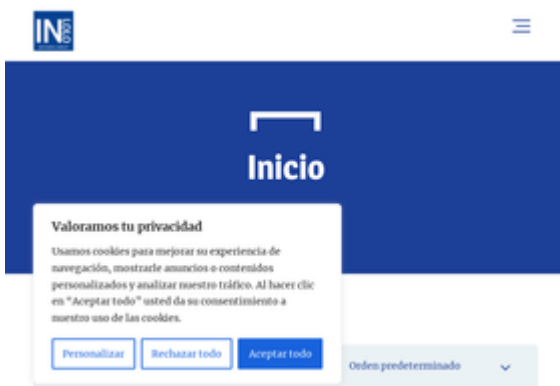 IN
Inicio
Valoramos tu privacidad
Usamos cookies para mejorar su experiencia de
navegación, mostrarle anuncios o contenidos
personalizados y analizar nuestro tráfico. Al hacer clic
en “Aceptar todo” usted da su consentimiento a
nuestro uso de las cookies.
Personalizar Rechazar todo Aceptar todo
Orden predeterminado